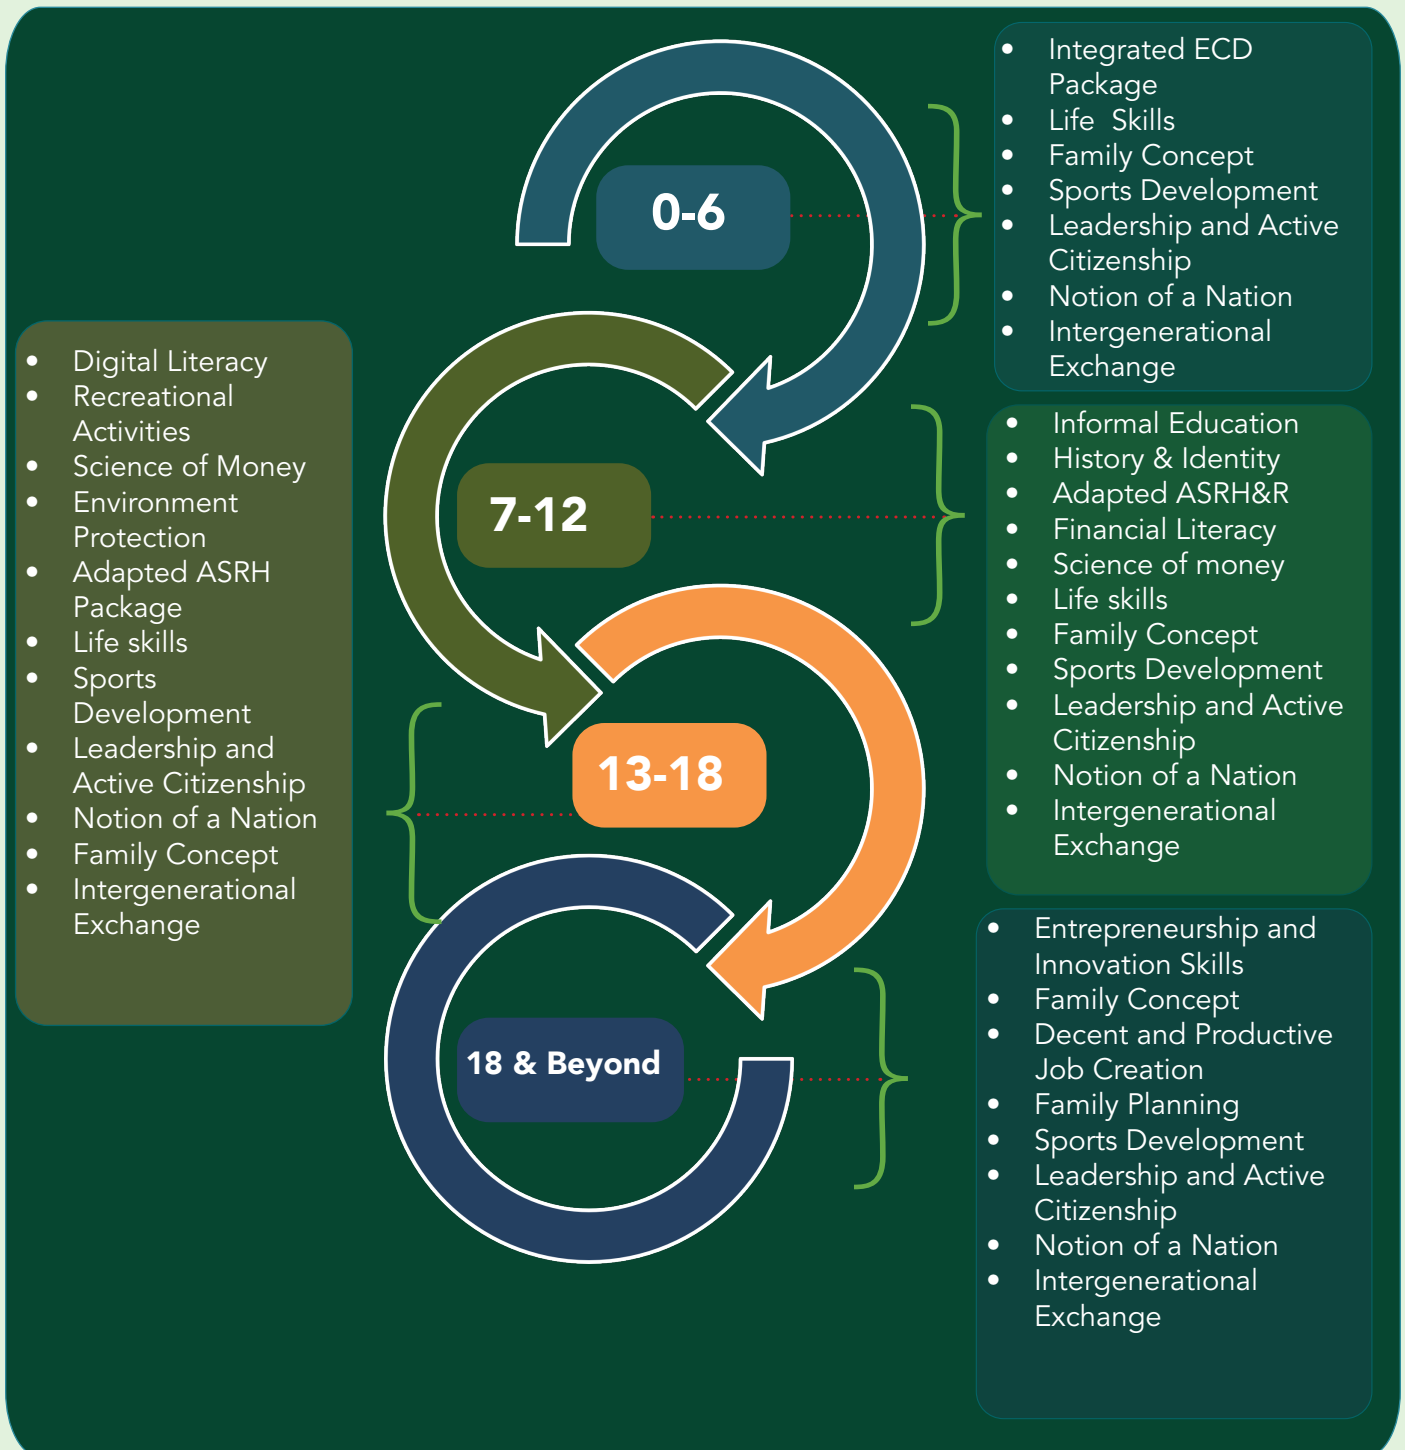 0-6
• Integrated ECD
Package
• Life Skills
• Family Concept
• Sports Development
• Leadership and Active
Citizenship
• Notion of a Nation
• Intergenerational
Exchange
7-12
• Informal Education
• History & Identity
• Adapted ASRH&R
• Financial Literacy
• Science of money
• Life skills
• Family Concept
• Sports Development
• Leadership and Active
Citizenship
• Notion of a Nation
• Intergenerational
Exchange
13-18
• Digital Literacy
• Recreational
Activities
• Science of Money
• Environment
Protection
• Adapted ASRH
Package
• Life skills
• Sports
Development
• Leadership and
Active Citizenship
• Notion of a Nation
• Family Concept
• Intergenerational
Exchange
18 & Beyond
• Entrepreneurship and
Innovation Skills
• Family Concept
• Decent and Productive
Job Creation
• Family Planning
• Sports Development
• Leadership and Active
Citizenship
• Notion of a Nation
• Intergenerational
Exchange